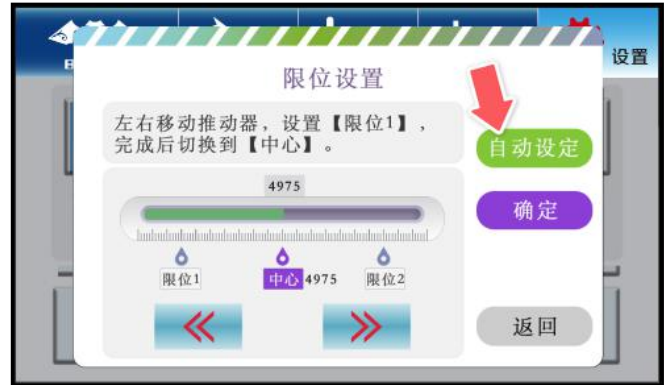 设置
限位设置
左右移动推动器，设置【限位1】，
完成后切换到【中心】。
自动设定
4975
确定
限位1
中心 4975
限位2
返回